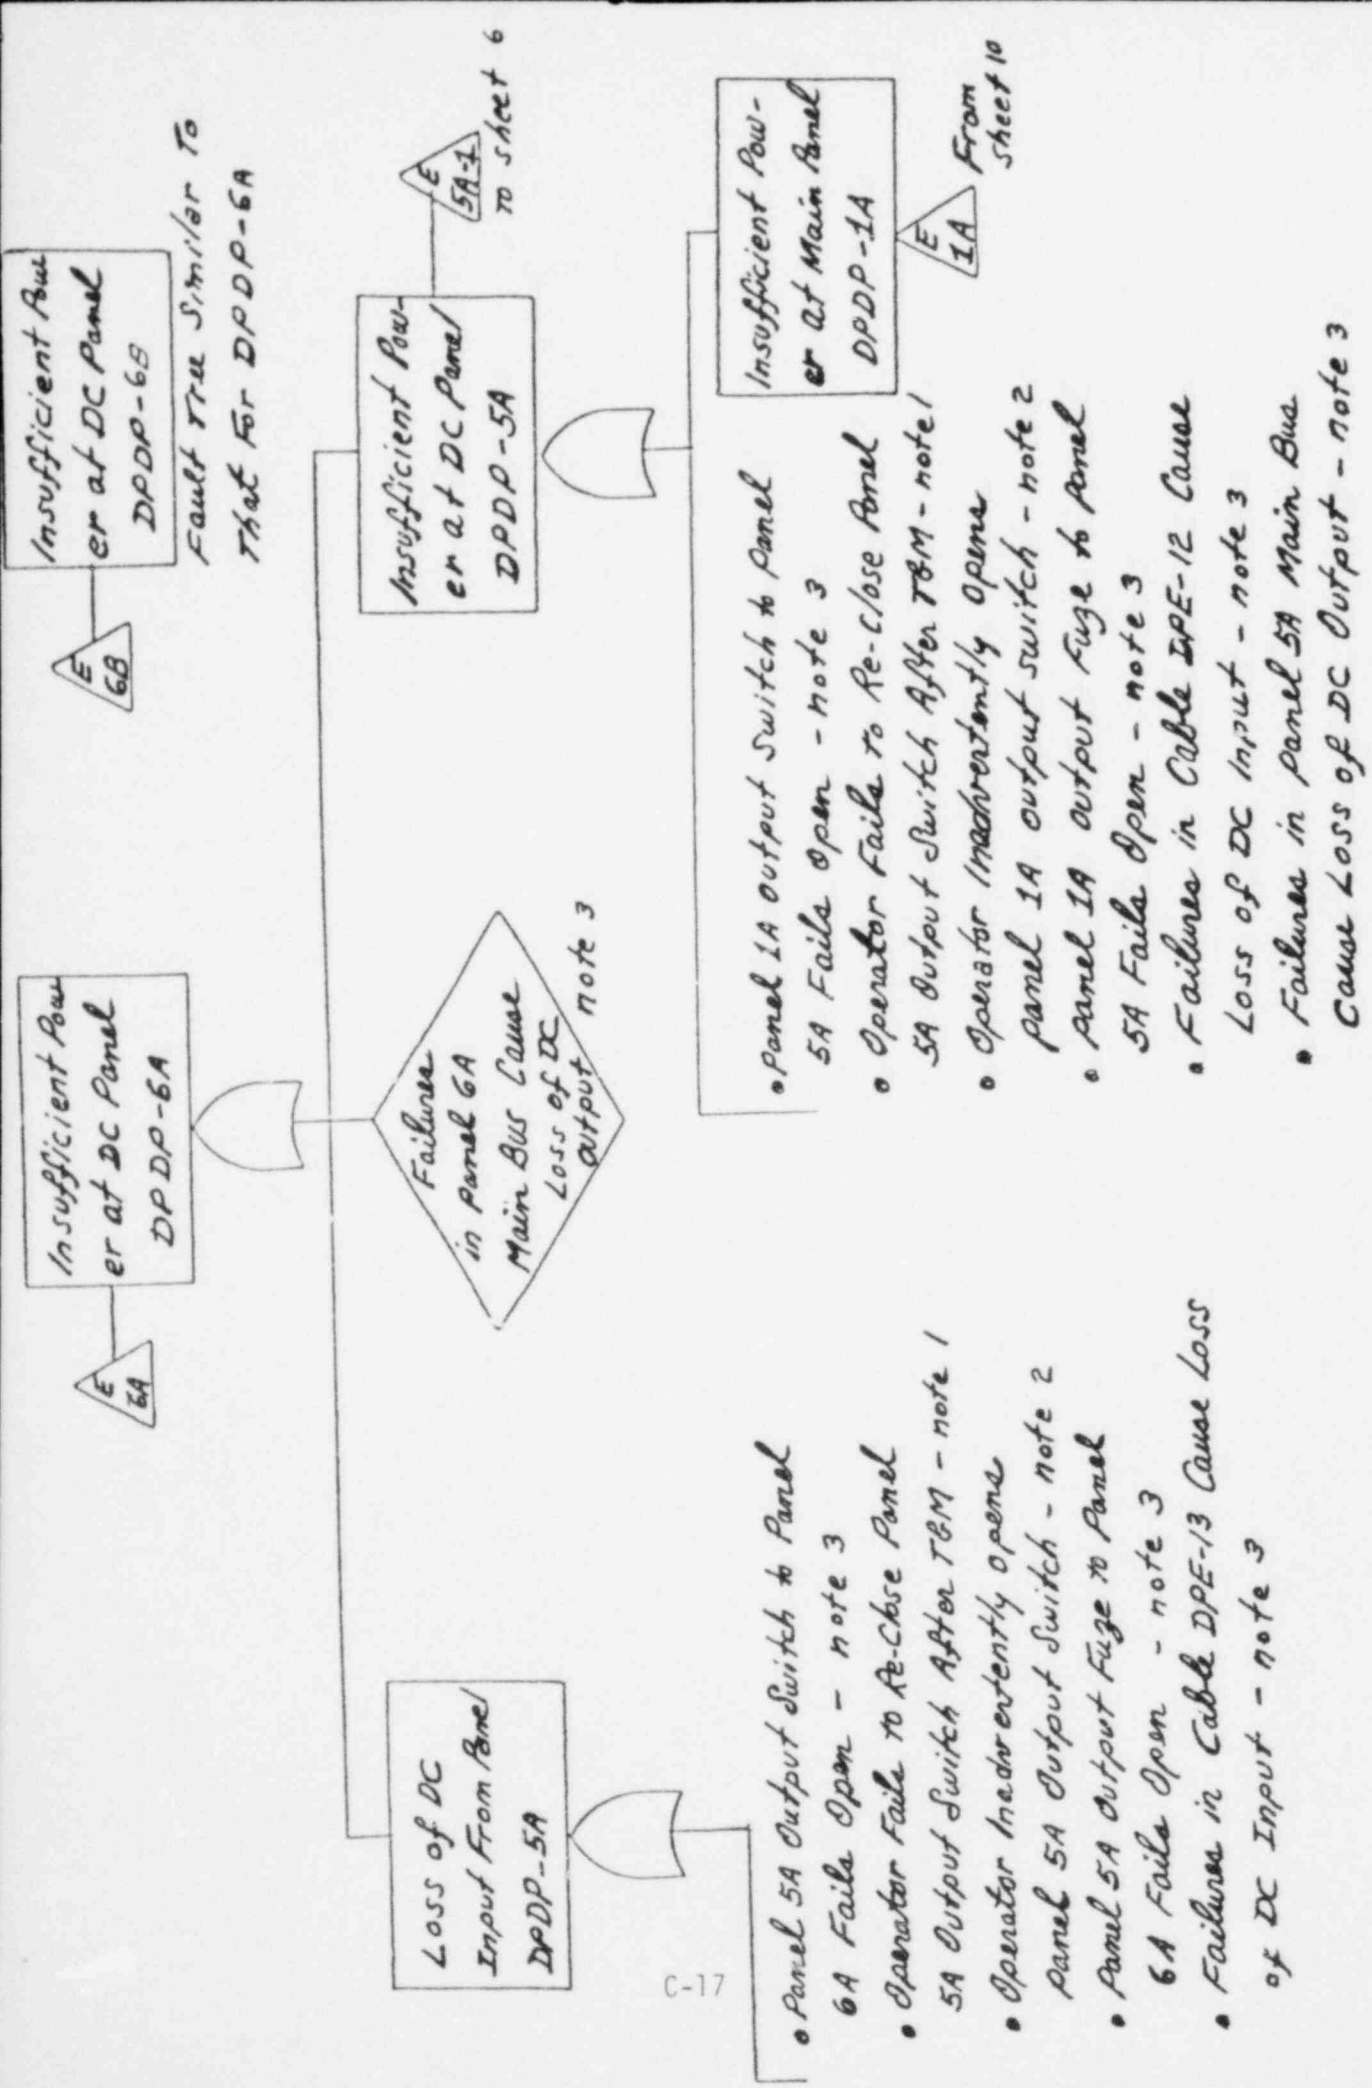 E
6A
Insufficient Pow
er at DC Panel
DPDP-6A
E
6B
Insufficient Pow
er at DC Panel
DPDP-6B
Fault Tree Similar To
That For DPDP-6A
Loss of DC
Input From Panel
DPDP-5A
Failures
in Panel 6A
Main Bus Cause
Loss of DC
output
note 3
Insufficient Pow-
er at DC Panel
DPDP-5A
E
5A-1
To sheet 6
• Panel 5A Output Switch to Panel
6A Fails Open - note 3
• Operator Fails to Re-Close Panel
5A Output Switch After T&M - note 1
• Operator Inadvertently opens
Panel 5A Output Switch - note 2
• Panel 5A Output Fuze to Panel
6A Fails Open - note 3
• Failures in Cable DPE-13 Cause Loss
of DC Input - note 3
• Panel 1A Output Switch to Panel
5A Fails Open - note 3
• Operator Fails to Re-Close Panel
5A Output Switch After T&M - note 1
• Operator Inadvertently Opens
Panel 1A output switch - note 2
• Panel 1A output Fuze to Panel
5A Fails Open - note 3
• Failures in Cable DPE-12 Cause
Loss of DC Input - note 3
• Failures in Panel 5A Main Bus
Cause Loss of DC Output - note 3
Insufficient Pow-
er at Main Panel
DPDP-1A
E
1A
From
sheet 10
C-17